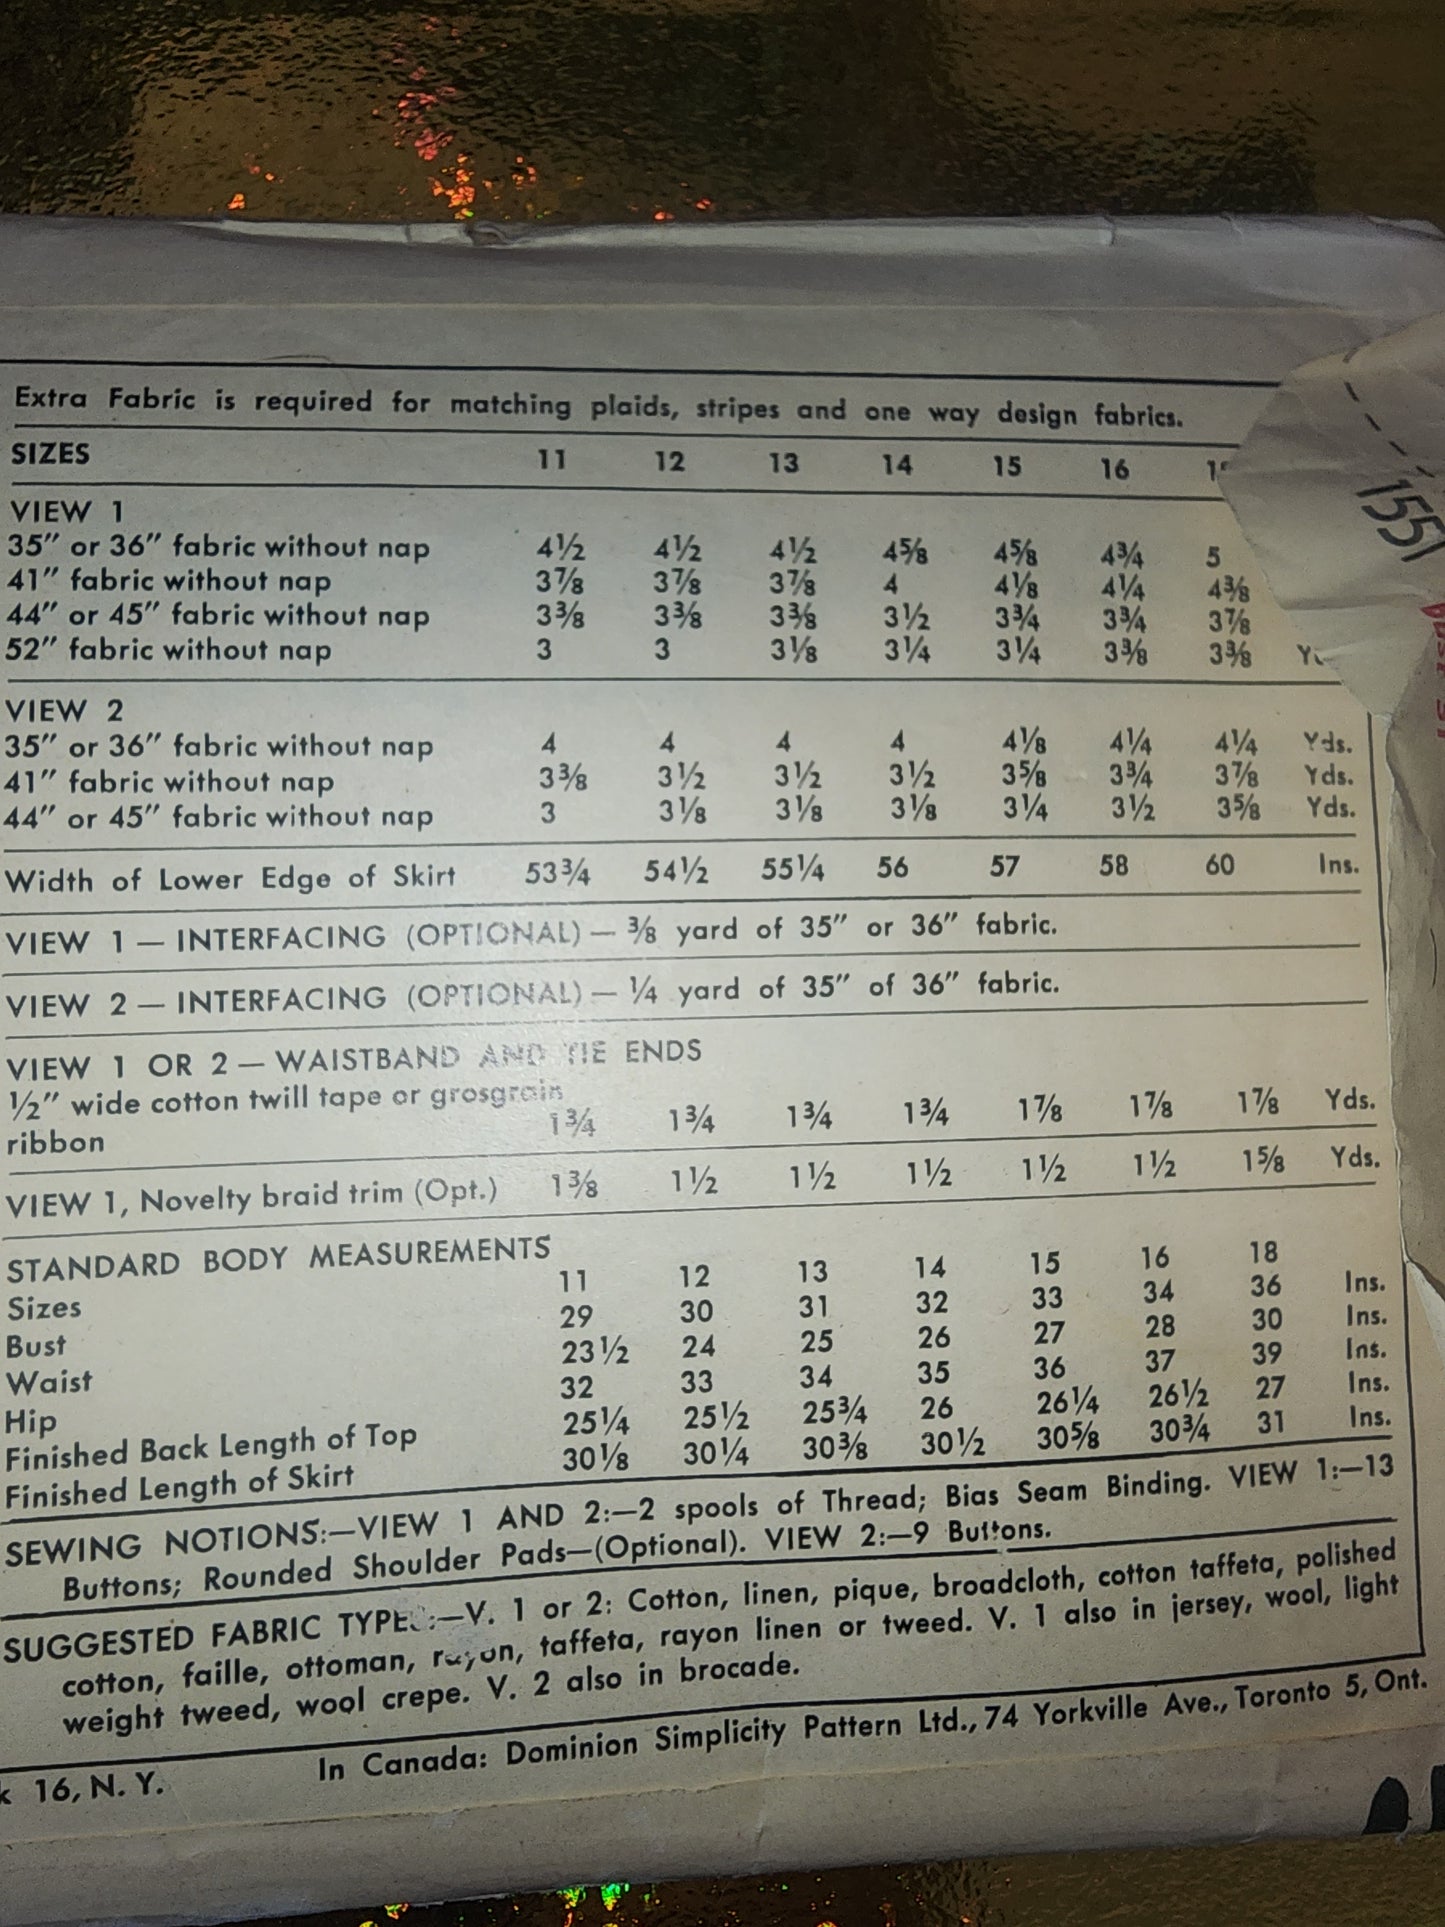 Extra Fabric is required for matching plaids, stripes and one way design fabrics.
SIZES 11 12 13 14 15 16
VIEW 1
35" or 36" fabric without nap 4½ 4½ 4½ 4⅝ 4⅝ 4¾ 5
41" fabric without nap 3⅞ 3⅞ 3⅞ 4 4⅛ 4¼ 4⅜
44" or 45" fabric without nap 3⅜ 3⅜ 3⅜ 3½ 3¾ 3¾ 3⅞
52" fabric without nap 3 3 3⅛ 3¼ 3¼ 3⅜ 3⅜
VIEW 2
35" or 36" fabric without nap 4 4 4 4 4⅛ 4¼ 4¼ Yds.
41" fabric without nap 3⅜ 3½ 3½ 3½ 3⅝ 3¾ 3⅞ Yds.
44" or 45" fabric without nap 3 3⅛ 3⅛ 3⅛ 3¼ 3½ 3⅝ Yds.
Width of Lower Edge of Skirt 53¾ 54½ 55¼ 56 57 58 60 Ins.
VIEW 1 — INTERFACING (OPTIONAL) — ⅜ yard of 35" or 36" fabric.
VIEW 2 — INTERFACING (OPTIONAL) — ¼ yard of 35" of 36" fabric.
VIEW 1 OR 2 — WAISTBAND AND TIE ENDS
½" wide cotton twill tape or grosgrain
ribbon 1¾ 1¾ 1¾ 1¾ 1⅞ 1⅞ 1⅞ Yds.
VIEW 1, Novelty braid trim (Opt.) 1⅜ 1½ 1½ 1½ 1½ 1½ 1⅝ Yds.
STANDARD BODY MEASUREMENTS
Sizes 11 12 13 14 15 16 18
Bust 29 30 31 32 33 34 36 Ins.
Waist 23½ 24 25 26 27 28 30 Ins.
Hip 32 33 34 35 36 37 39 Ins.
Finished Back Length of Top 25¼ 25½ 25¾ 26 26¼ 26½ 27 Ins.
Finished Length of Skirt 30⅛ 30¼ 30⅜ 30½ 30⅝ 30¾ 31 Ins.
SEWING NOTIONS:—VIEW 1 AND 2:—2 spools of Thread; Bias Seam Binding. VIEW 1:—13
Buttons; Rounded Shoulder Pads—(Optional). VIEW 2:—9 Buttons.
SUGGESTED FABRIC TYPES:—V. 1 or 2: Cotton, linen, pique, broadcloth, cotton taffeta, polished
cotton, faille, ottoman, rayon, taffeta, rayon linen or tweed. V. 1 also in jersey, wool, light
weight tweed, wool crepe. V. 2 also in brocade.
In Canada: Dominion Simplicity Pattern Ltd., 74 Yorkville Ave., Toronto 5, Ont.
16, N. Y.
1551